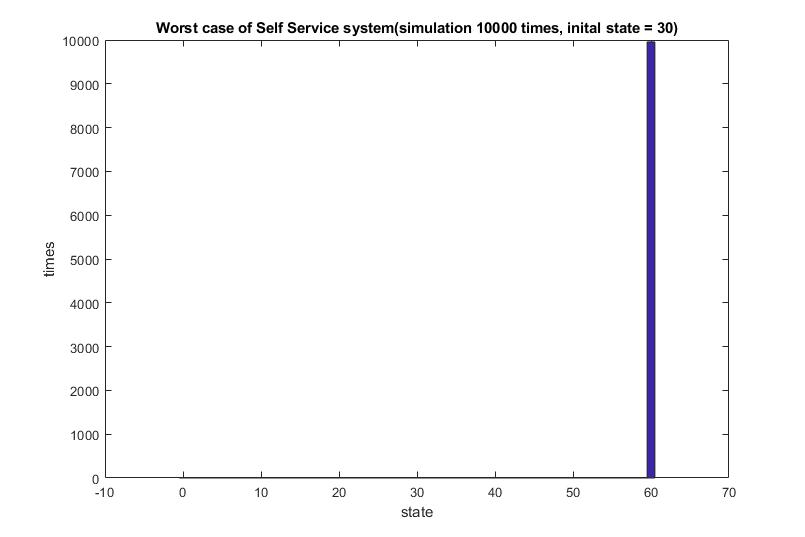 Worst case of Self Service system(simulation 10000 times, inital state = 30)
10000
9000
8000
7000
6000
5000
4000
3000
2000
1000
0
times
-10 0 10 20 30 40 50 60 70
state